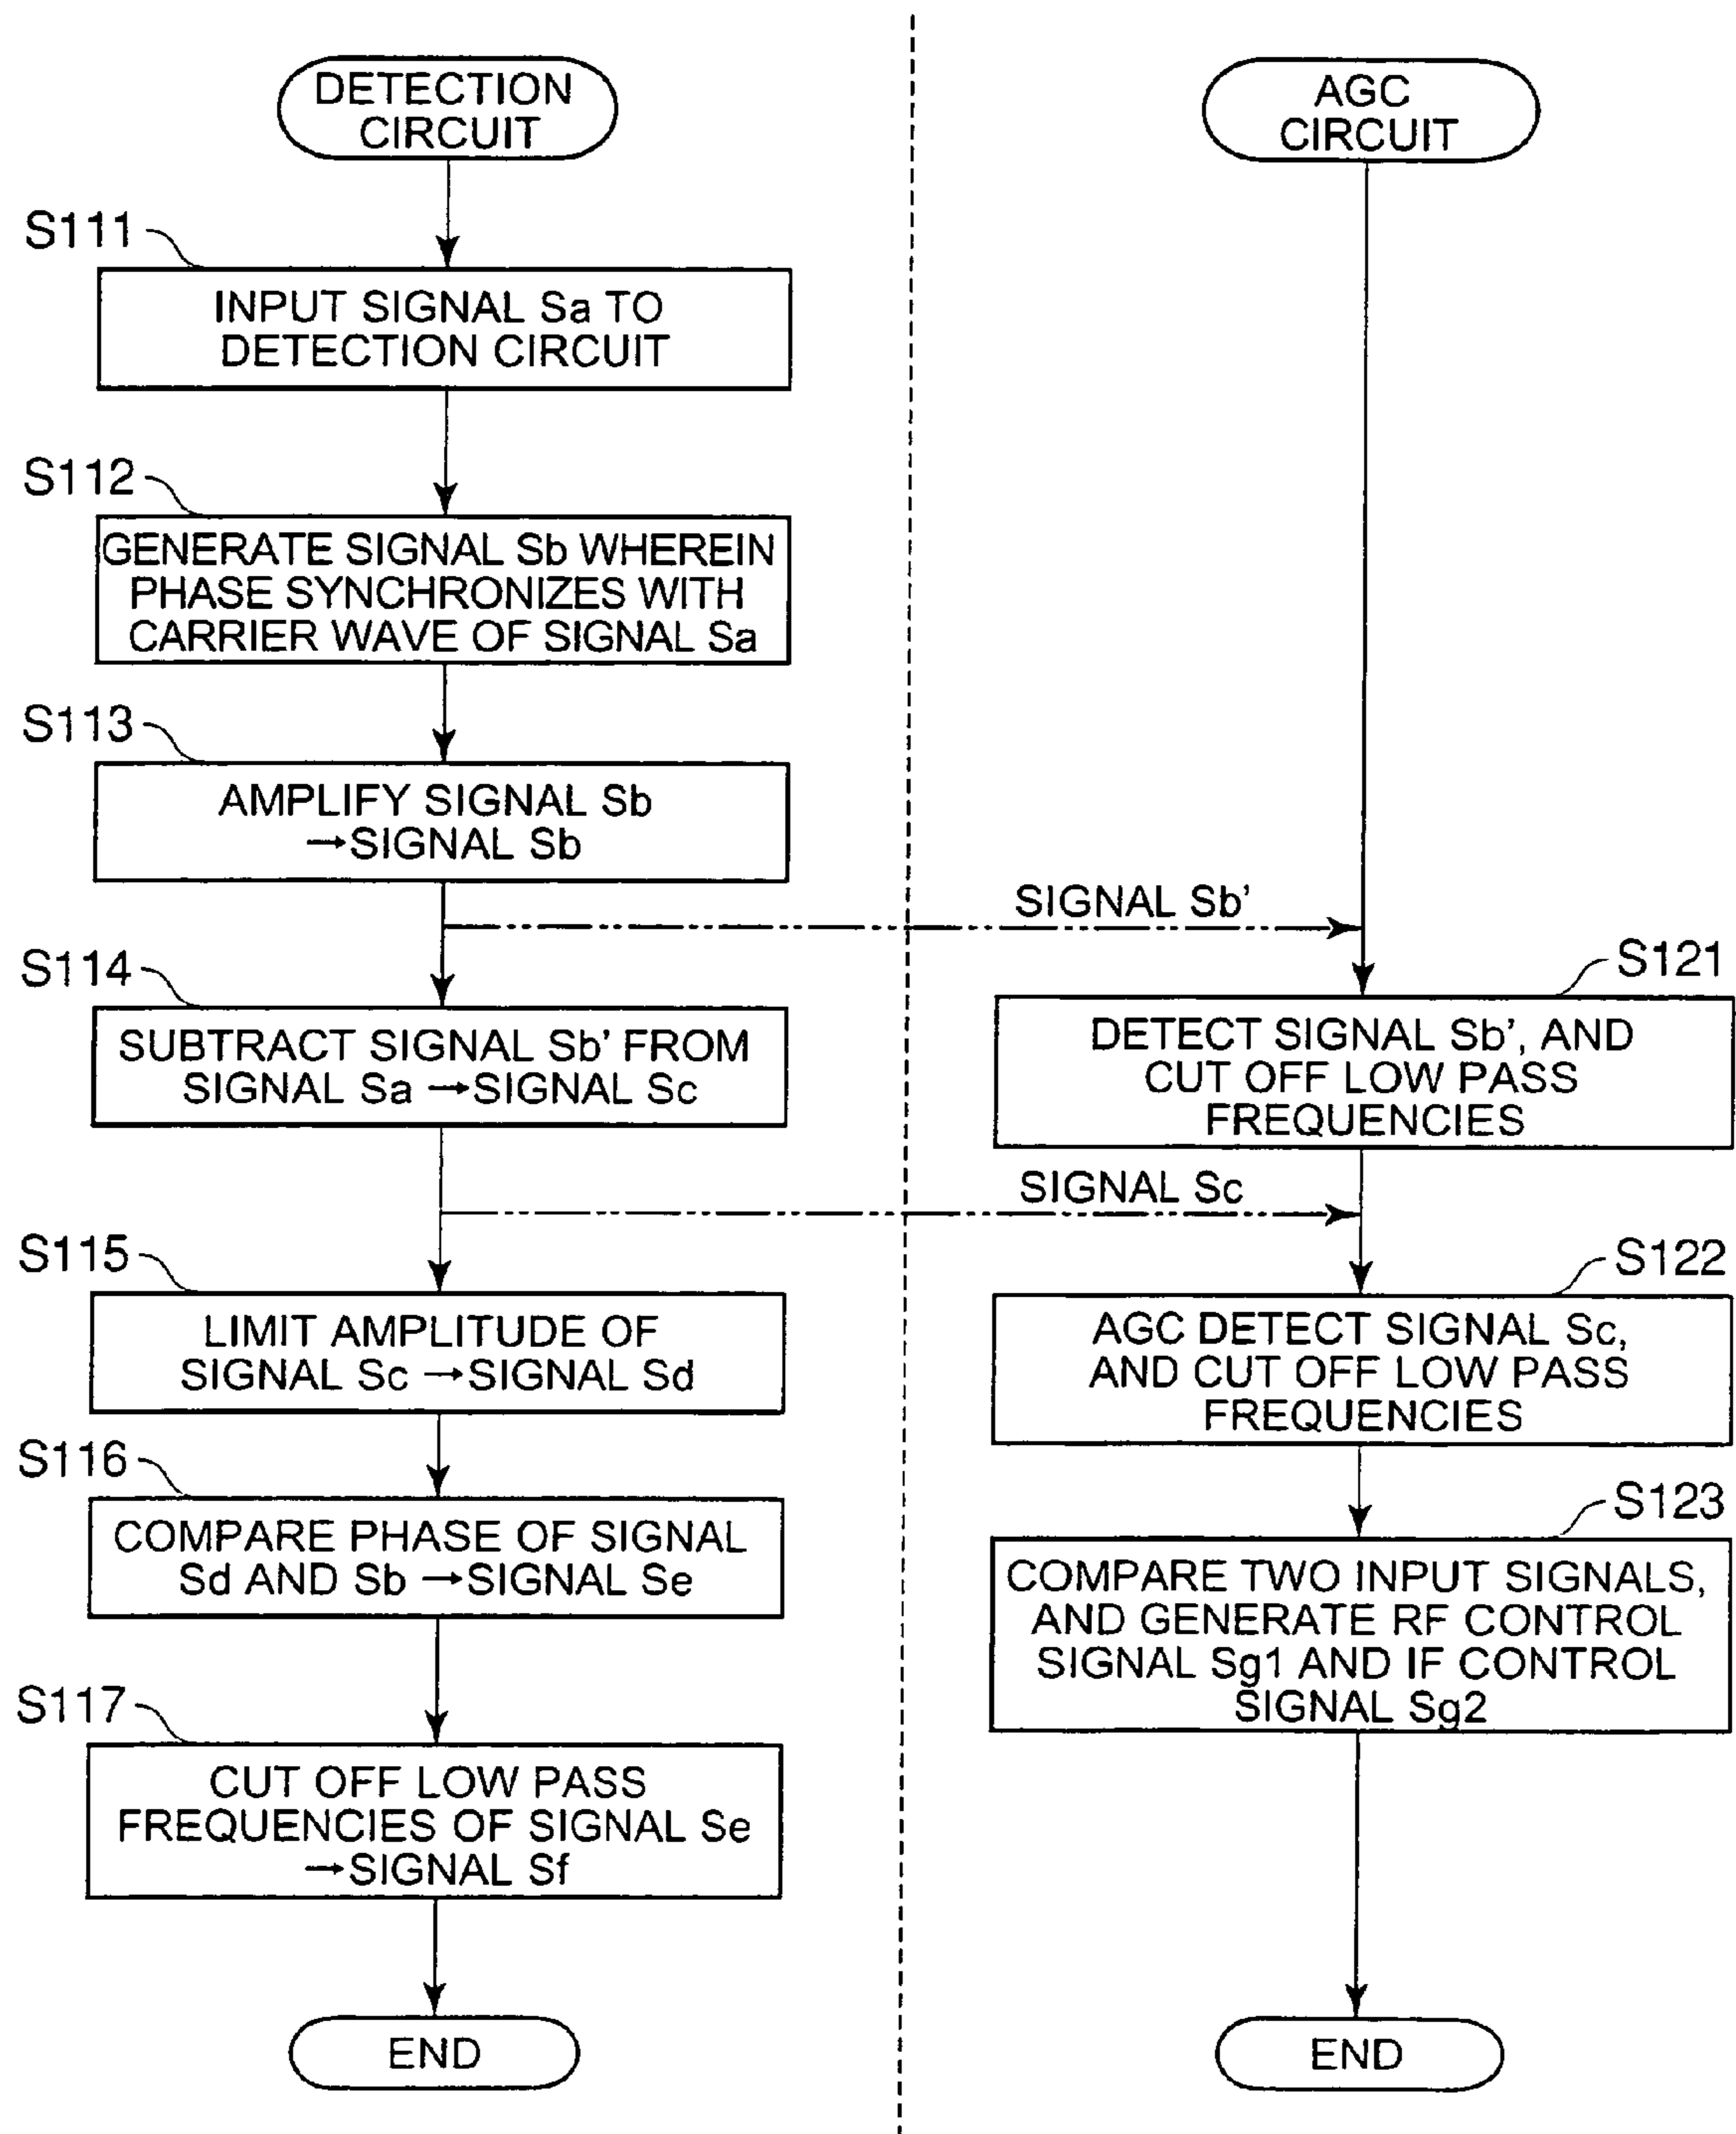 DETECTION
CIRCUIT
S111
INPUT SIGNAL Sa TO
DETECTION CIRCUIT
S112
GENERATE SIGNAL Sb WHEREIN
PHASE SYNCHRONIZES WITH
CARRIER WAVE OF SIGNAL Sa
S113
AMPLIFY SIGNAL Sb
→SIGNAL Sb
S114
SUBTRACT SIGNAL Sb' FROM
SIGNAL Sa →SIGNAL Sc
S115
LIMIT AMPLITUDE OF
SIGNAL Sc →SIGNAL Sd
S116
COMPARE PHASE OF SIGNAL
Sd AND Sb →SIGNAL Se
S117
CUT OFF LOW PASS
FREQUENCIES OF SIGNAL Se
→SIGNAL Sf
END
AGC
CIRCUIT
SIGNAL Sb'
S121
DETECT SIGNAL Sb', AND
CUT OFF LOW PASS
FREQUENCIES
SIGNAL Sc
S122
AGC DETECT SIGNAL Sc,
AND CUT OFF LOW PASS
FREQUENCIES
S123
COMPARE TWO INPUT SIGNALS,
AND GENERATE RF CONTROL
SIGNAL Sg1 AND IF CONTROL
SIGNAL Sg2
END